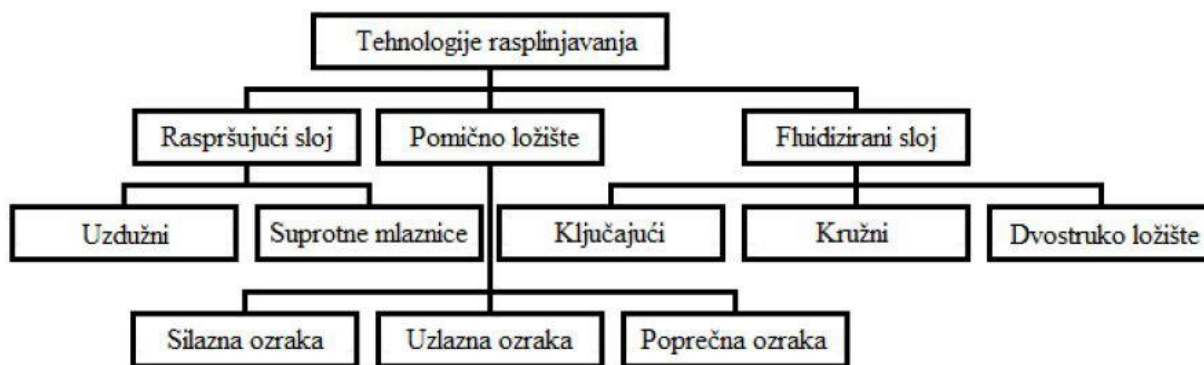 Tehnologije rasplinjavanja
Raspršujući sloj
Pomično ložište
Fluidizirani sloj
Uzdužni
Suprotne mlaznice
Ključajući
Kružni
Dvostruko ložište
Silazna ozraka
Uzlazna ozraka
Poprečna ozraka